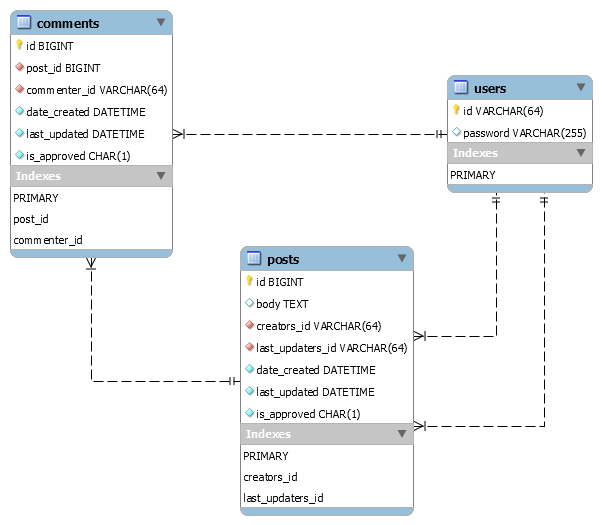 comments
id BIGINT
post_id BIGINT
commenter_id VARCHAR(64)
date_created DATETIME
last_updated DATETIME
is_approved CHAR(1)
Indexes
PRIMARY
post_id
commenter_id
users
id VARCHAR(64)
password VARCHAR(255)
Indexes
PRIMARY
posts
id BIGINT
body TEXT
creators_id VARCHAR(64)
last_updaters_id VARCHAR(64)
date_created DATETIME
last_updated DATETIME
is_approved CHAR(1)
Indexes
PRIMARY
creators_id
last_updaters_id